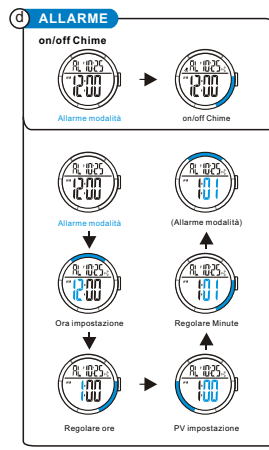 d ALLARME
on/off Chime
AL 10:25 AL 10:25
12:00 12:00
Allarme modalità on/off Chime
AL 10:25 AL 10:25
12:00 1:01
Allarme modalità (Allarme modalità)
AL 10:25 AL 10:25
12:00 1:01
Ora impostazione Regolare Minute
AL 10:25 AL 10:25
1:00 1:00
Regolare ore PV impostazione